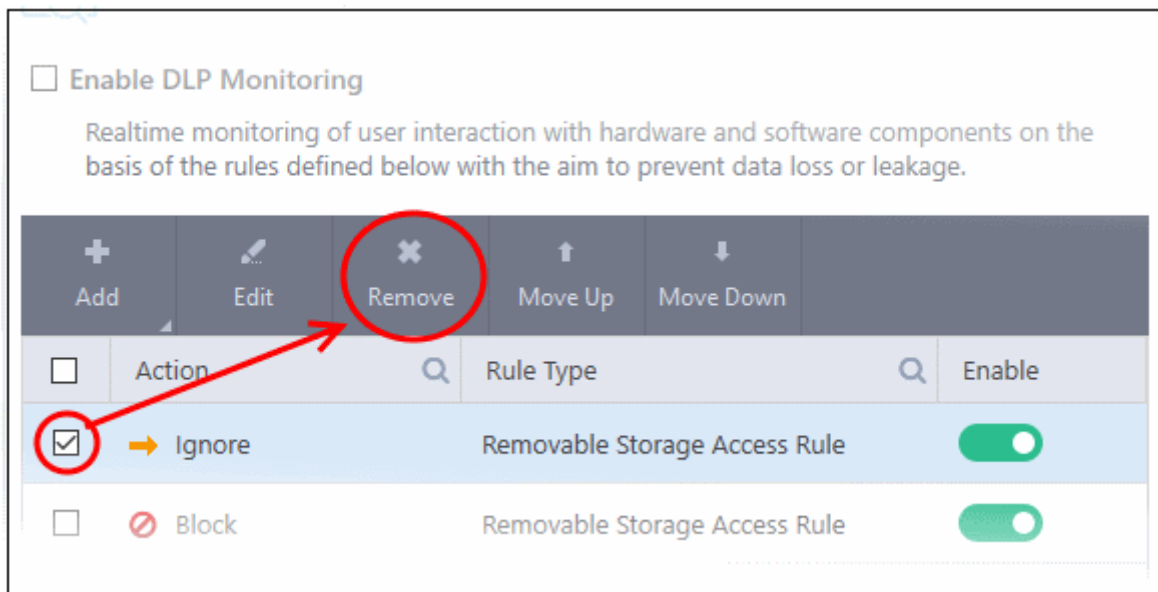 Enable DLP Monitoring
Realtime monitoring of user interaction with hardware and software components on the
basis of the rules defined below with the aim to prevent data loss or leakage.
Add Edit Remove Move Up Move Down
Action Rule Type Enable
Ignore Removable Storage Access Rule
Block Removable Storage Access Rule